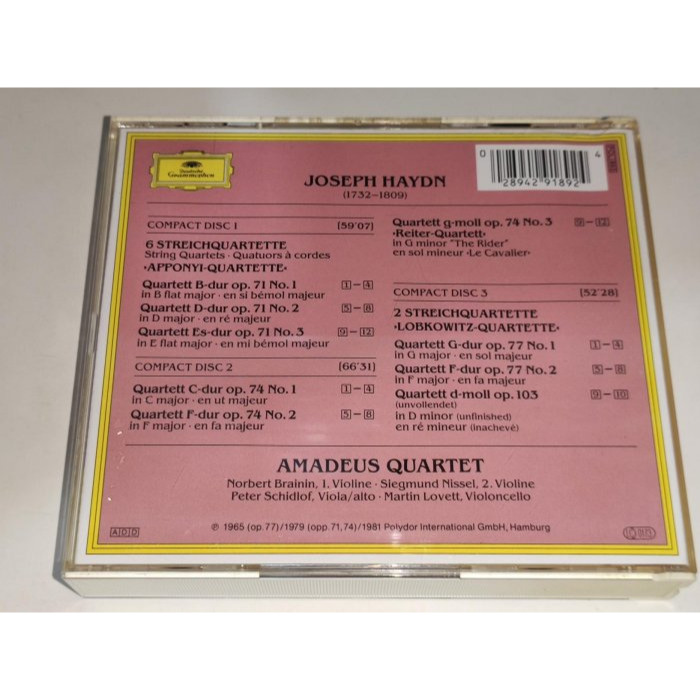 Deutsche
Grammophon
JOSEPH HAYDN
(1732–1809)
0 28942 91892 4
COMPACT DISC 1 [59'07]
6 STREICHQUARTETTE
String Quartets · Quatuors à cordes
›APPONYI-QUARTETTE‹
Quartett B-dur op. 71 No. 1 1–4
in B flat major · en si bémol majeur
Quartett D-dur op. 71 No. 2 5–8
in D major · en ré majeur
Quartett Es-dur op. 71 No. 3 9–12
in E flat major · en mi bémol majeur
COMPACT DISC 2 [66'31]
Quartett C-dur op. 74 No. 1 1–4
in C major · en ut majeur
Quartett F-dur op. 74 No. 2 5–8
in F major · en fa majeur
Quartett g-moll op. 74 No. 3 9–12
›Reiter-Quartett‹
in G minor "The Rider"
en sol mineur ›Le Cavalier‹
COMPACT DISC 3 [52'28]
2 STREICHQUARTETTE
›LOBKOWITZ-QUARTETTE‹
Quartett G-dur op. 77 No. 1 1–4
in G major · en sol majeur
Quartett F-dur op. 77 No. 2 5–8
in F major · en fa majeur
Quartett d-moll op. 103 9–10
(unvollendet)
in D minor (unfinished)
en ré mineur (inachevé)
AMADEUS QUARTET
Norbert Brainin, 1. Violine · Siegmund Nissel, 2. Violine
Peter Schidlof, Viola/alto · Martin Lovett, Violoncello
ADD
℗ 1965 (op. 77)/1979 (opp. 71, 74)/1981 Polydor International GmbH, Hamburg